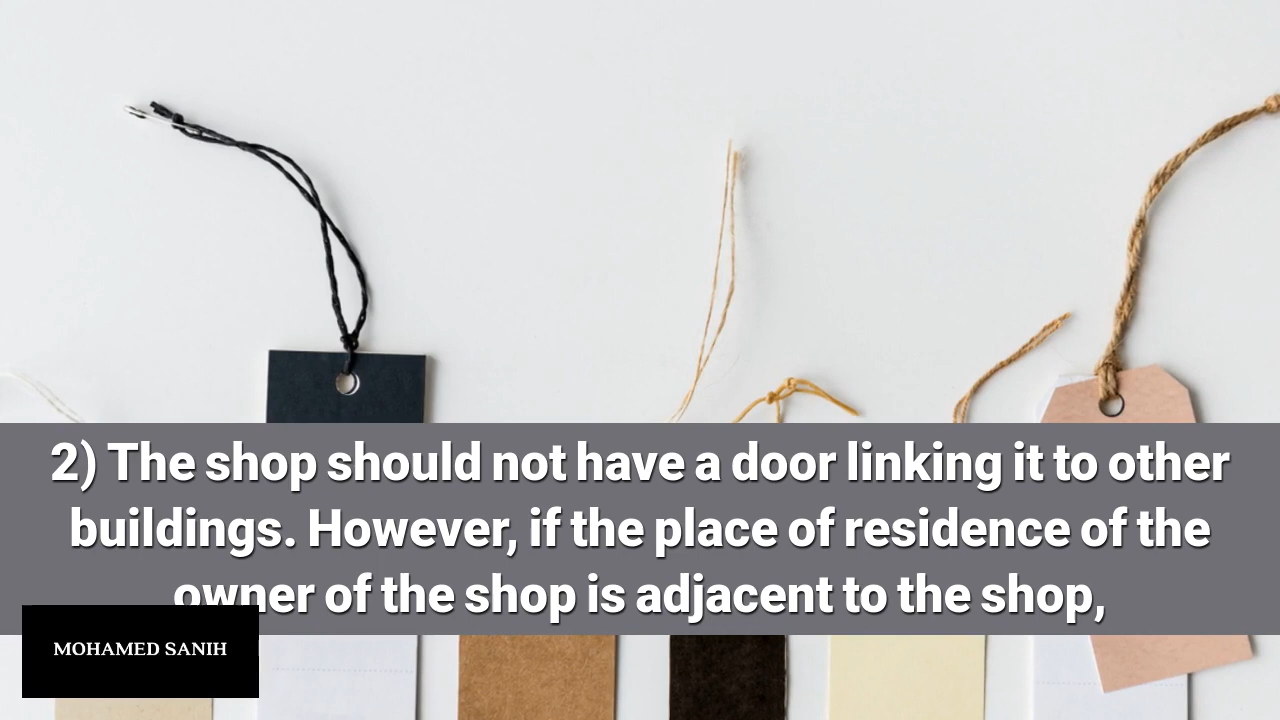 2) The shop should not have a door linking it to other
buildings. However, if the place of residence of the
owner of the shop is adjacent to the shop,
MOHAMED SANIH